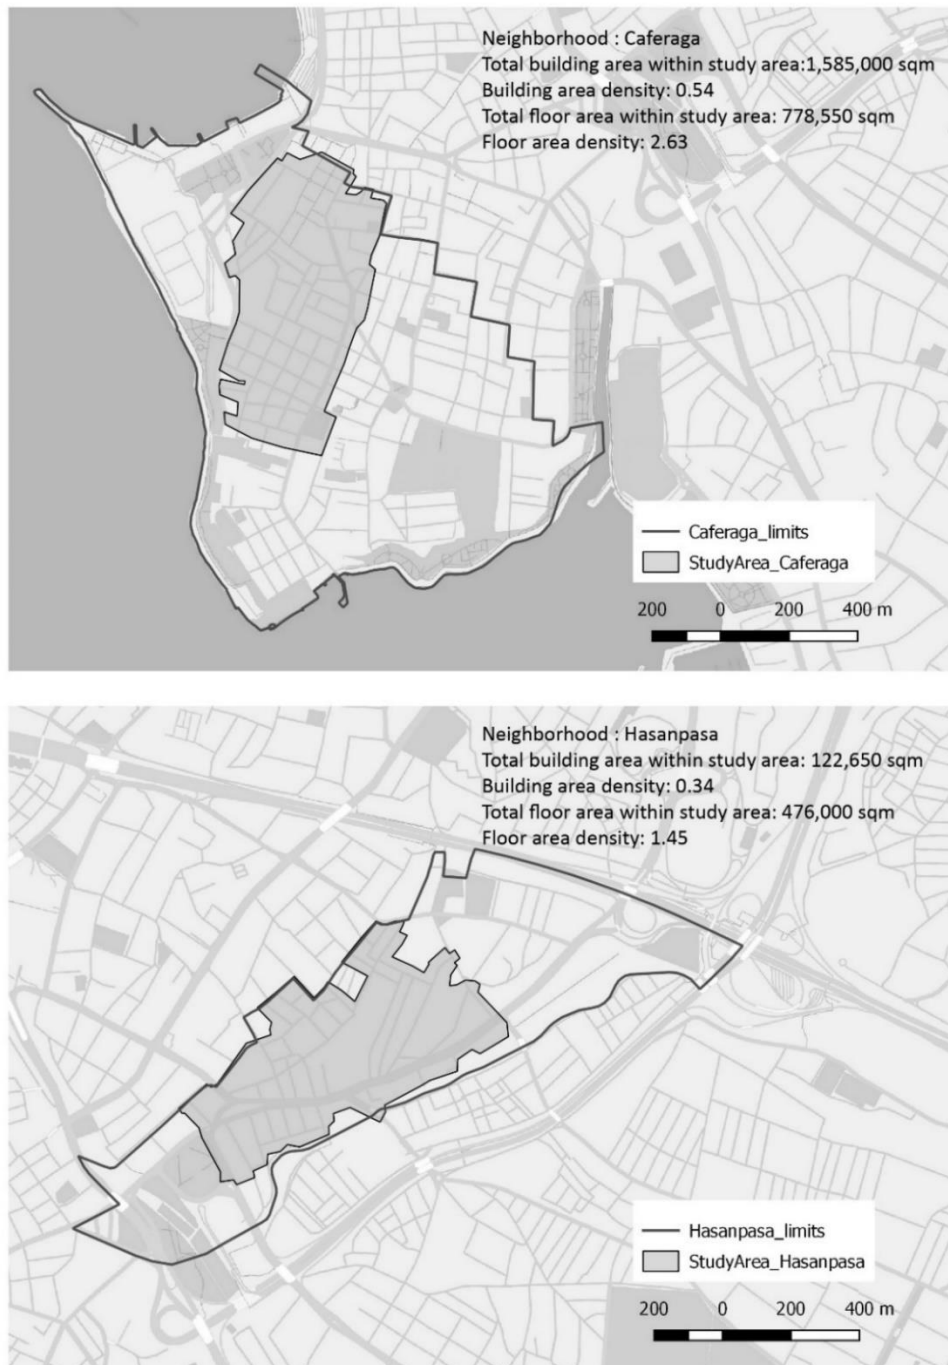 Neighborhood : Caferaga
Total building area within study area:1,585,000 sqm
Building area density: 0.54
Total floor area within study area: 778,550 sqm
Floor area density: 2.63
Caferaga_limits
StudyArea_Caferaga
200 0 200 400 m
Neighborhood : Hasanpasa
Total building area within study area: 122,650 sqm
Building area density: 0.34
Total floor area within study area: 476,000 sqm
Floor area density: 1.45
Hasanpasa_limits
StudyArea_Hasanpasa
200 0 200 400 m